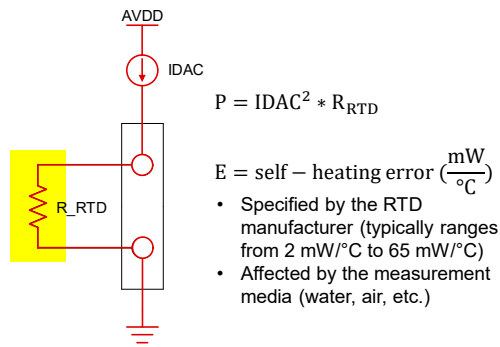 AVDD
IDAC
P = IDAC² * R_RTD
R_RTD
E = self − heating error (mW/°C)
• Specified by the RTD
manufacturer (typically ranges
from 2 mW/°C to 65 mW/°C)
• Affected by the measurement
media (water, air, etc.)